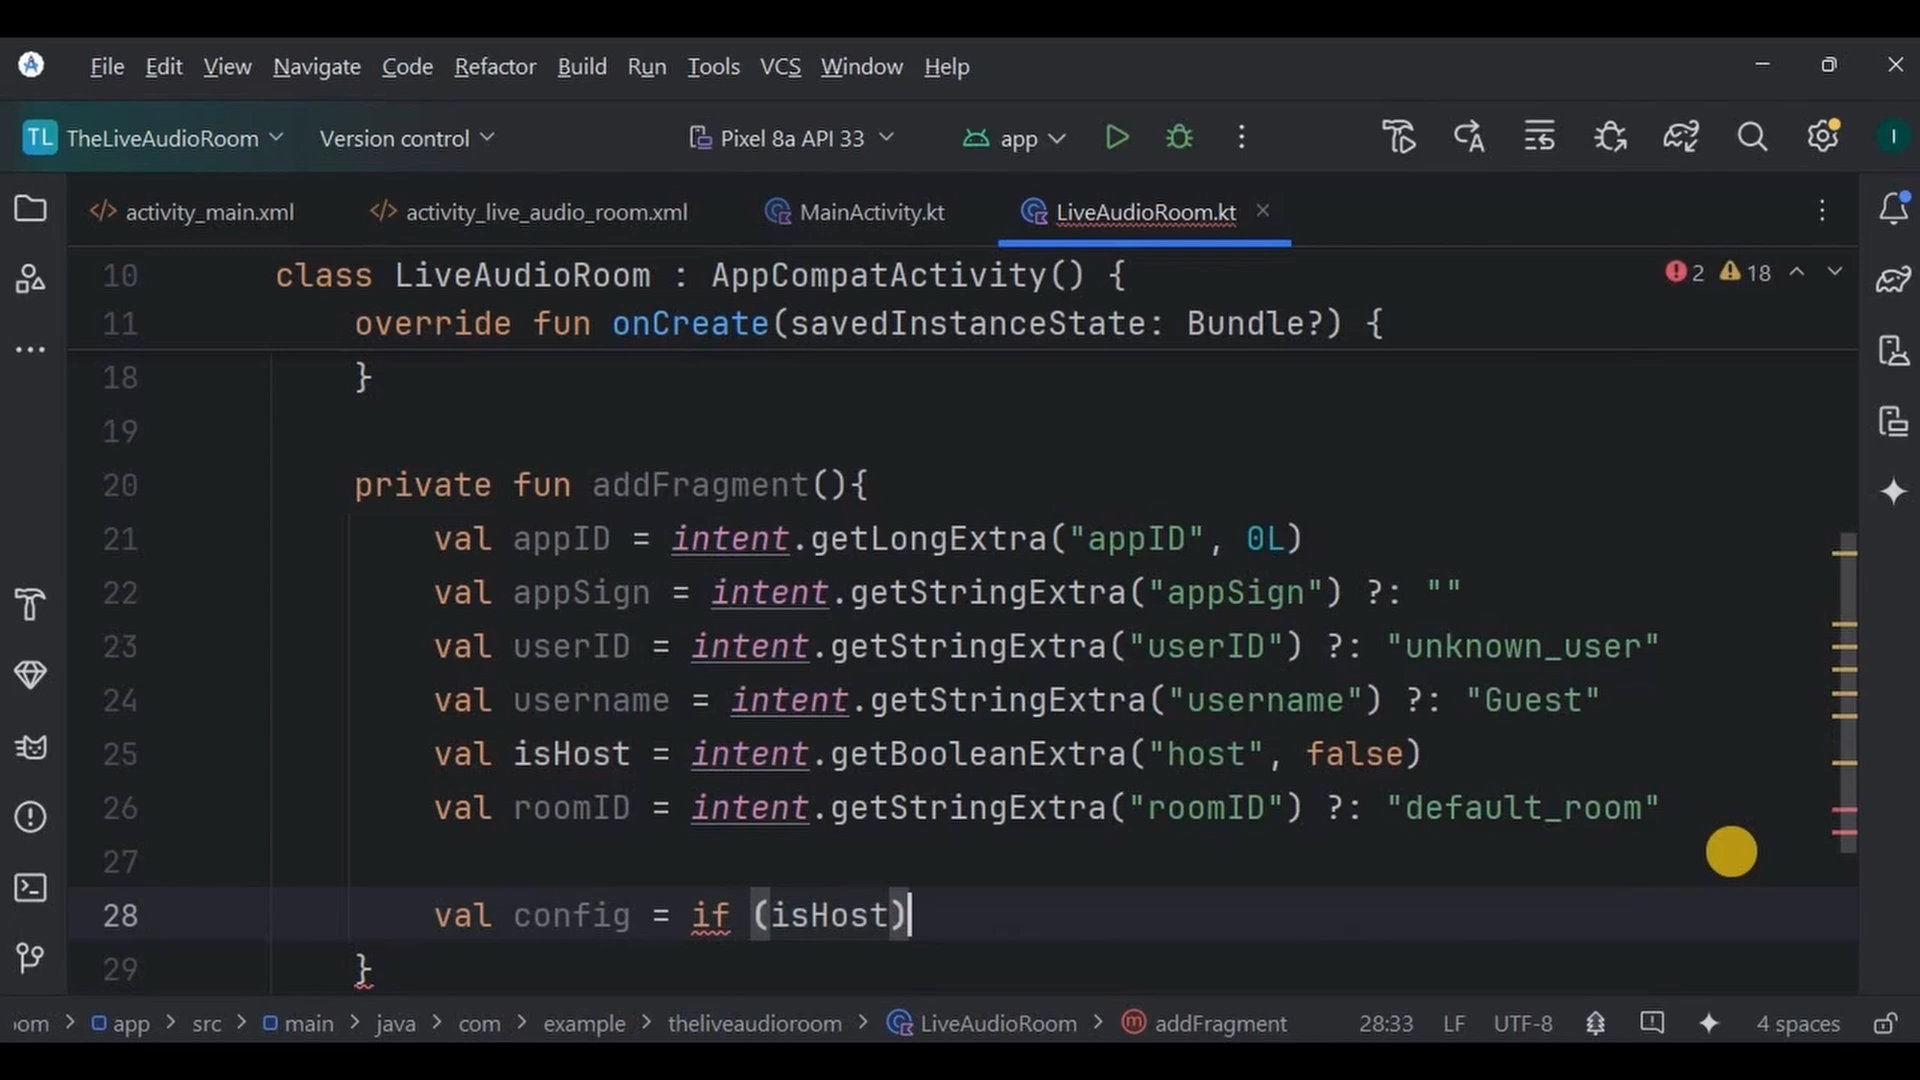 File Edit View Navigate Code Refactor Build Run Tools VCS Window Help
TL TheLiveAudioRoom Version control Pixel 8a API 33 app I
activity_main.xml activity_live_audio_room.xml MainActivity.kt LiveAudioRoom.kt
10 class LiveAudioRoom : AppCompatActivity() { 2 18
11 override fun onCreate(savedInstanceState: Bundle?) {
18 }
19
20 private fun addFragment(){
21 val appID = intent.getLongExtra("appID", 0L)
22 val appSign = intent.getStringExtra("appSign") ?: ""
23 val userID = intent.getStringExtra("userID") ?: "unknown_user"
24 val username = intent.getStringExtra("username") ?: "Guest"
25 val isHost = intent.getBooleanExtra("host", false)
26 val roomID = intent.getStringExtra("roomID") ?: "default_room"
27
28 val config = if (isHost)
29 }
oom > app > src > main > java > com > example > theliveaudioroom > LiveAudioRoom > addFragment 28:33 LF UTF-8 4 spaces